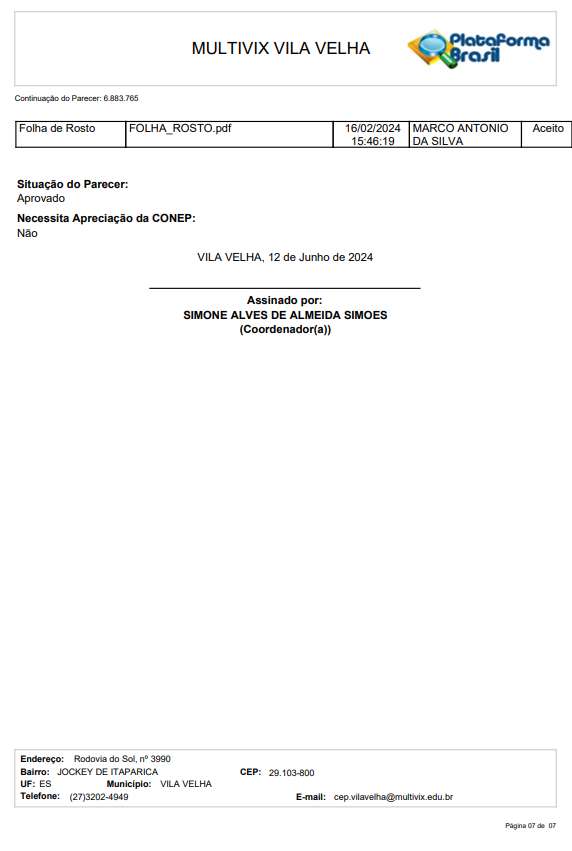 MULTIVIX VILA VELHA
Plataforma
Brasil
Continuação do Parecer: 6.883.765
Folha de Rosto FOLHA_ROSTO.pdf 16/02/2024 MARCO ANTONIO Aceito
15:46:19 DA SILVA
Situação do Parecer:
Aprovado
Necessita Apreciação da CONEP:
Não
VILA VELHA, 12 de Junho de 2024
Assinado por:
SIMONE ALVES DE ALMEIDA SIMOES
(Coordenador(a))
Endereço: Rodovia do Sol, nº 3990
Bairro: JOCKEY DE ITAPARICA CEP: 29.103-800
UF: ES Município: VILA VELHA
Telefone: (27)3202-4949 E-mail: cep.vilavelha@multivix.edu.br
Página 07 de 07